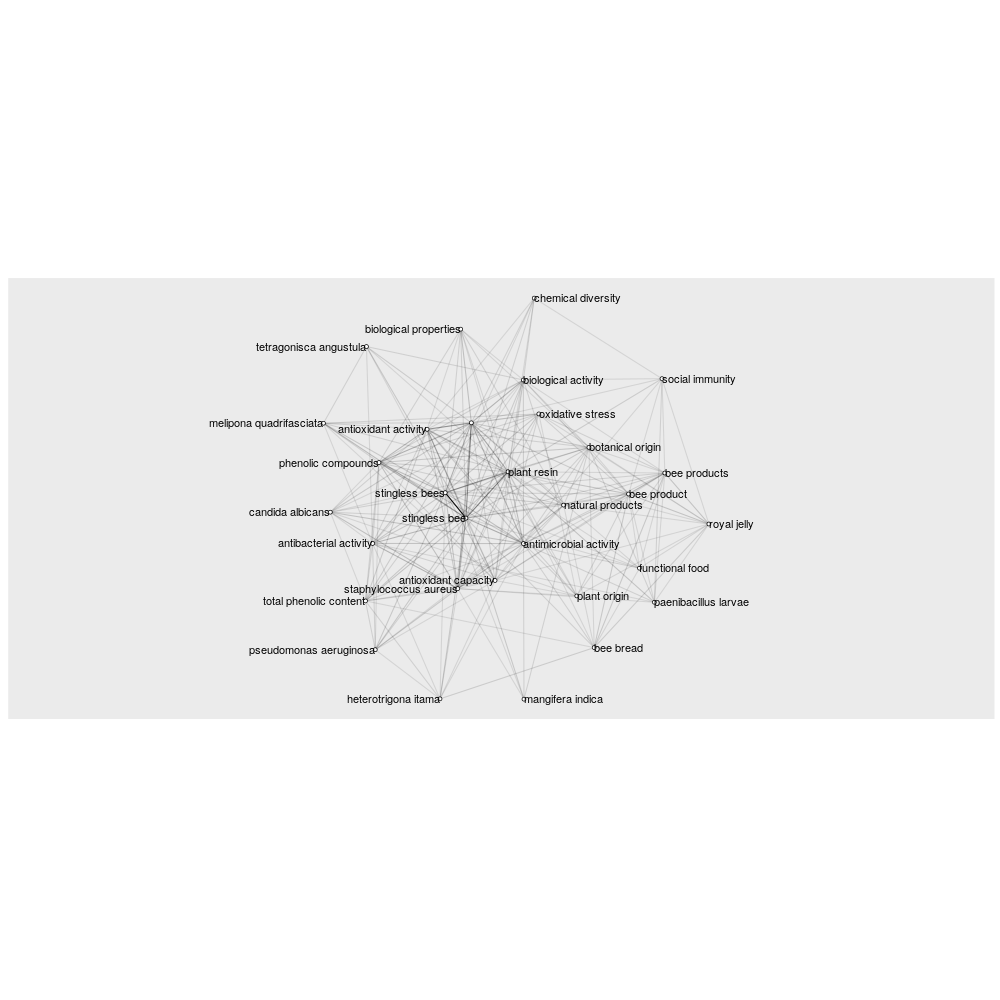 chemical diversity
biological properties
tetragonisca angustula
biological activity
social immunity
oxidative stress
melipona quadrifasciata
antioxidant activity
botanical origin
phenolic compounds
plant resin
bee products
stingless bees
bee product
natural products
candida albicans
stingless bee
royal jelly
antibacterial activity
antimicrobial activity
functional food
antioxidant capacity
staphylococcus aureus
plant origin
total phenolic content
paenibacillus larvae
bee bread
pseudomonas aeruginosa
heterotrigona itama
mangifera indica